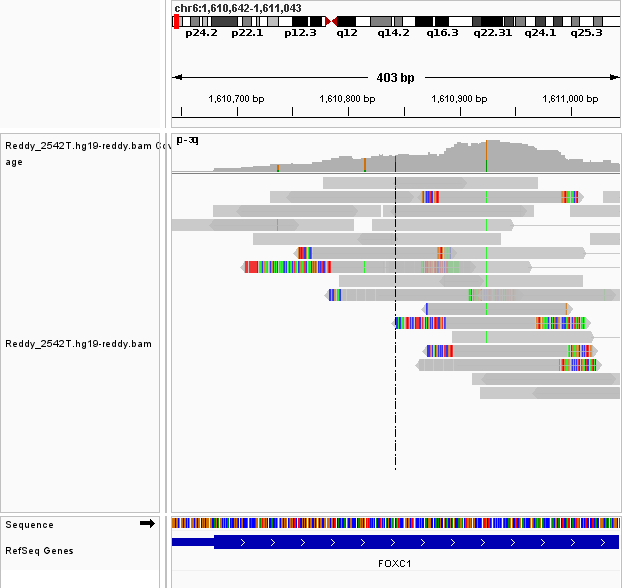 chr6:1,610,642-1,611,043
p24.2 p22.1 p12.3 q12 q14.2 q16.3 q22.31 q24.1 q25.3
403 bp
1,610,700 bp 1,610,800 bp 1,610,900 bp 1,611,000 bp
Reddy_2542T.hg19-reddy.bam Cov
age
[0 - 30]
Reddy_2542T.hg19-reddy.bam
Sequence
RefSeq Genes
FOXC1